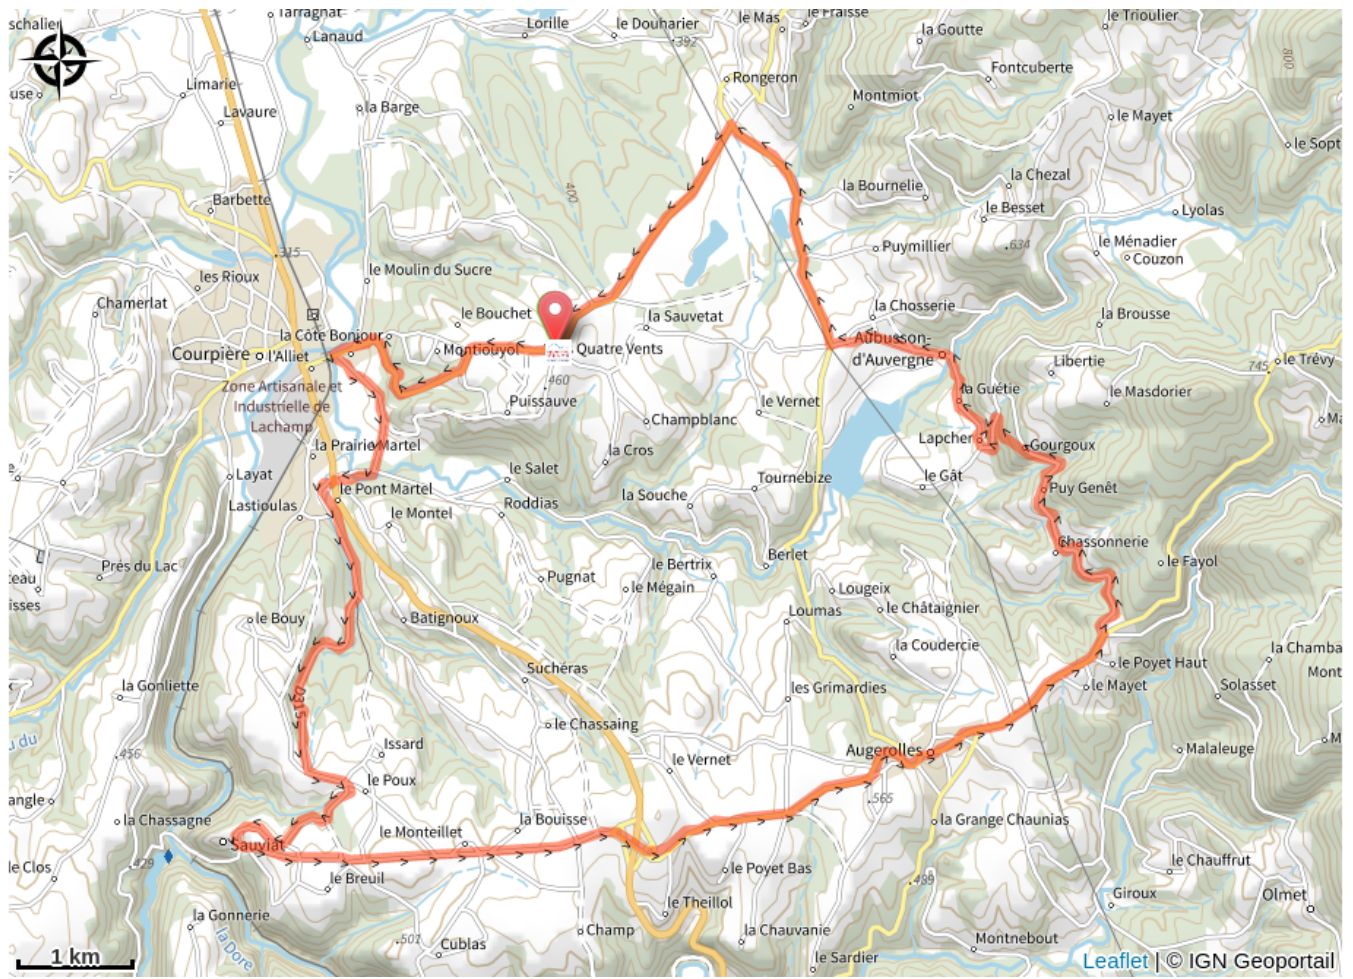 Tarragnat
Lorille
le Douharier
le Mas
le Fraisse
le Trioulier
schalier
Lanaud
392
la Goutte
800
Rongeron
Fontcuberte
Limarie
use
la Barge
Montmiot
Lavaure
le Mayet
le Sopt
la Chezal
la Bournelie
400
Barbette
le Besset
Lyolas
315
Puymillier
634
le Ménadier
Couzon
les Rioux
le Moulin du Sucre
Chamerlat
le Bouchet
la Sauvetat
la Chosserie
la Brousse
la Côte Bonjour
Courpière
l'Alliet
Montiouyol
Quatre Vents
Aubusson-
d'Auvergne
Libertie
745
le Trévy
Zone Artisanale et
Industrielle de
Lachamp
460
Puissauve
la Guétie
le Masdorier
le Vernet
Champblanc
la Prairie Martel
la Cros
Lapcher
Gourgoux
Layat
le Salet
Tournebize
le Gât
le Pont Martel
Puy Genêt
Lastioulas
Roddias
la Souche
le Montel
Chassonnerie
Berlet
Prés du Lac
le Bertrix
le Fayol
teau
Pugnat
le Mégain
Lougeix
isses
Loumas
le Châtaignier
le Bouy
Batignoux
la Coudercie
la Chamba
Suchéras
le Poyet Haut
Mont
la Gonliette
les Grimardies
le Mayet
Solasset
D315
le Chassaing
Issard
Augerolles
Malaleuge
456
le Vernet
le Poux
565
angle
la Chassagne
la Bouisse
le Monteillet
la Grange Chaunias
Sauviat
429
le Clos
le Poyet Bas
le Chauffrut
le Breuil
489
Giroux
Olmet
la Gonnerie
le Theillol
la Dore
501
Cublas
Champ
la Chauvanie
Montnebout
le Sardier
1 km
Leaflet | © IGN Geoportail